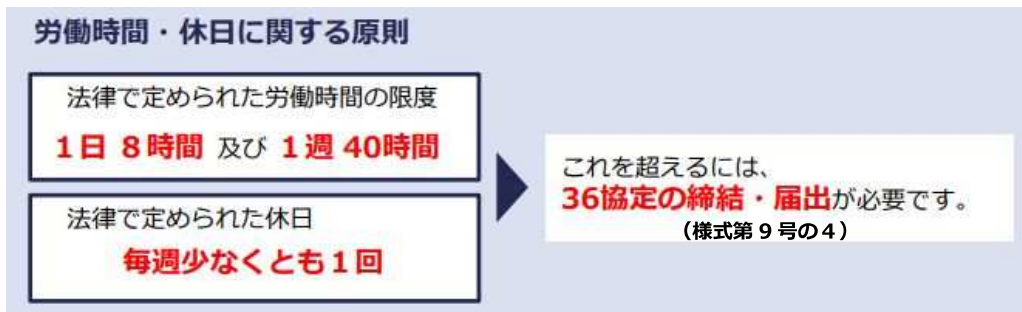 労働時間・休日に関する原則
法律で定められた労働時間の限度
1日 8時間 及び 1週 40時間
法律で定められた休日
毎週少なくとも1回
これを超えるには、
36協定の締結・届出が必要です。
（様式第9号の4）